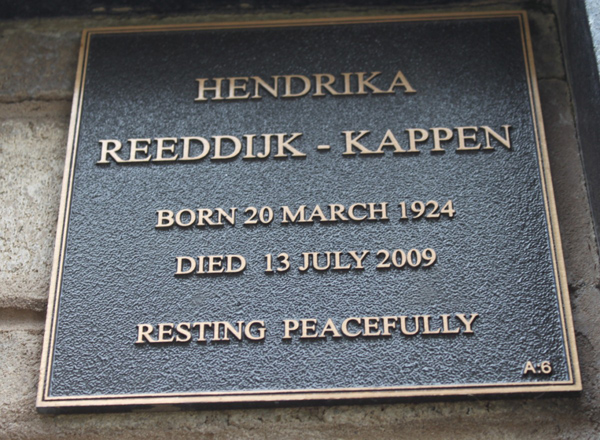 HENDRIKA
REEDDIJK - KAPPEN
BORN 20 MARCH 1924
DIED 13 JULY 2009
RESTING PEACEFULLY
A:6